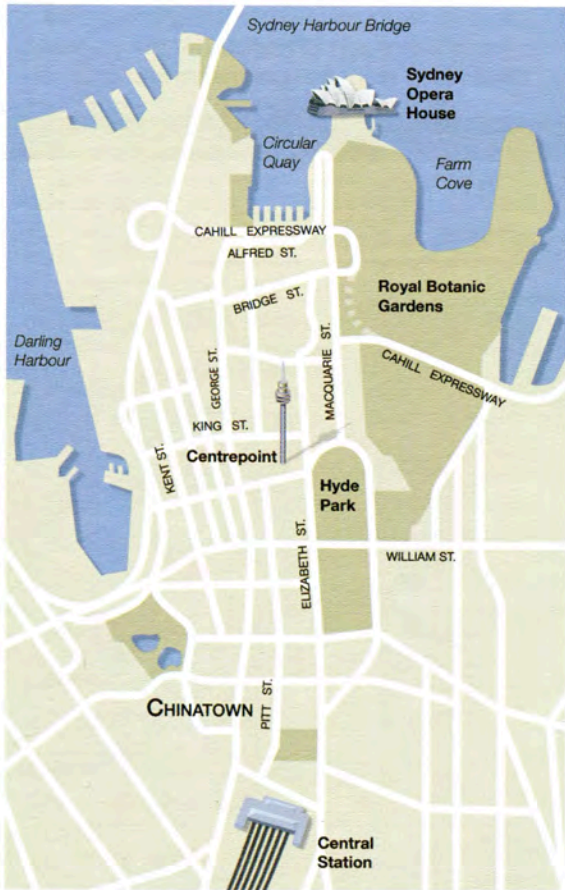 Sydney Harbour Bridge
Sydney
Opera
House
Circular
Quay
Farm
Cove
CAHILL EXPRESSWAY
ALFRED ST.
BRIDGE ST.
Royal Botanic
Gardens
Darling
Harbour
GEORGE ST.
MACQUARIE ST.
CAHILL EXPRESSWAY
KING ST.
KENT ST.
Centrepoint
Hyde
Park
ELIZABETH ST.
WILLIAM ST.
CHINATOWN
PITT ST.
Central
Station